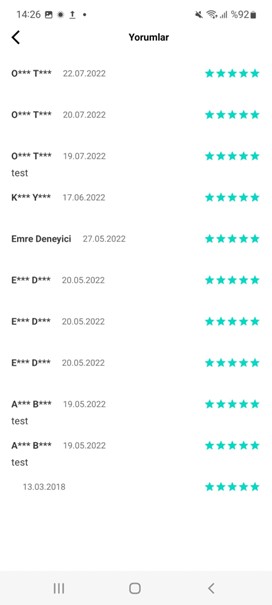 14:26 %92
Yorumlar
O*** T*** 22.07.2022
O*** T*** 20.07.2022
O*** T*** 19.07.2022
test
K*** Y*** 17.06.2022
Emre Deneyici 27.05.2022
E*** D*** 20.05.2022
E*** D*** 20.05.2022
E*** D*** 20.05.2022
A*** B*** 19.05.2022
test
A*** B*** 19.05.2022
test
13.03.2018